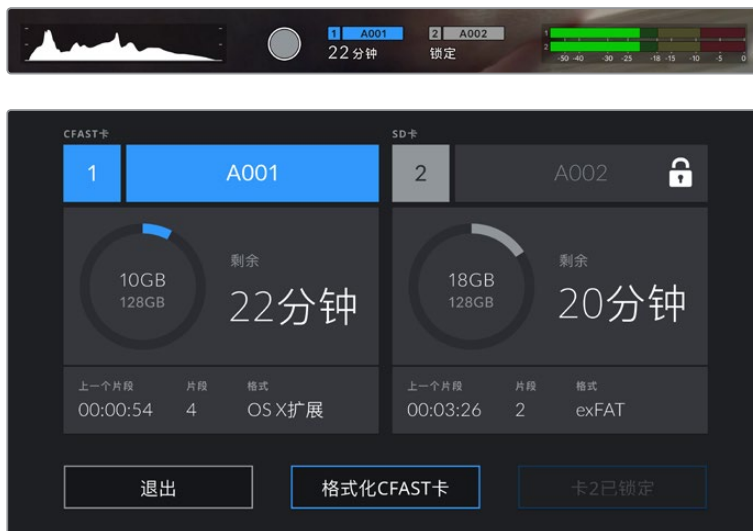 1 A001 2 A002
22分钟 锁定
1
2
-50 -40 -30 -25 -18 -15 -10 -5 0
CFAST卡 SD卡
1 A001 2 A002
10GB 剩余 18GB 剩余
128GB 22分钟 128GB 20分钟
上一个片段 片段 格式 上一个片段 片段 格式
00:00:54 4 OS X扩展 00:03:26 2 exFAT
退出 格式化CFAST卡 卡2已锁定